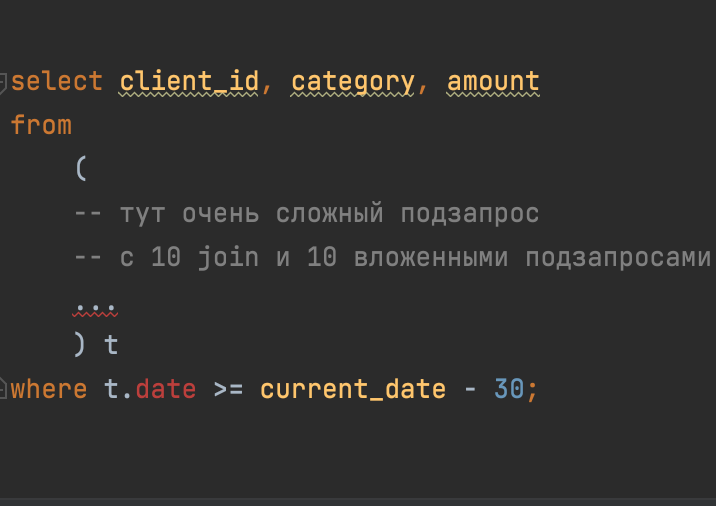 select client_id, category, amount
from
(
-- тут очень сложный подзапрос
-- с 10 join и 10 вложенными подзапросами
...
) t
where t.date >= current_date - 30;